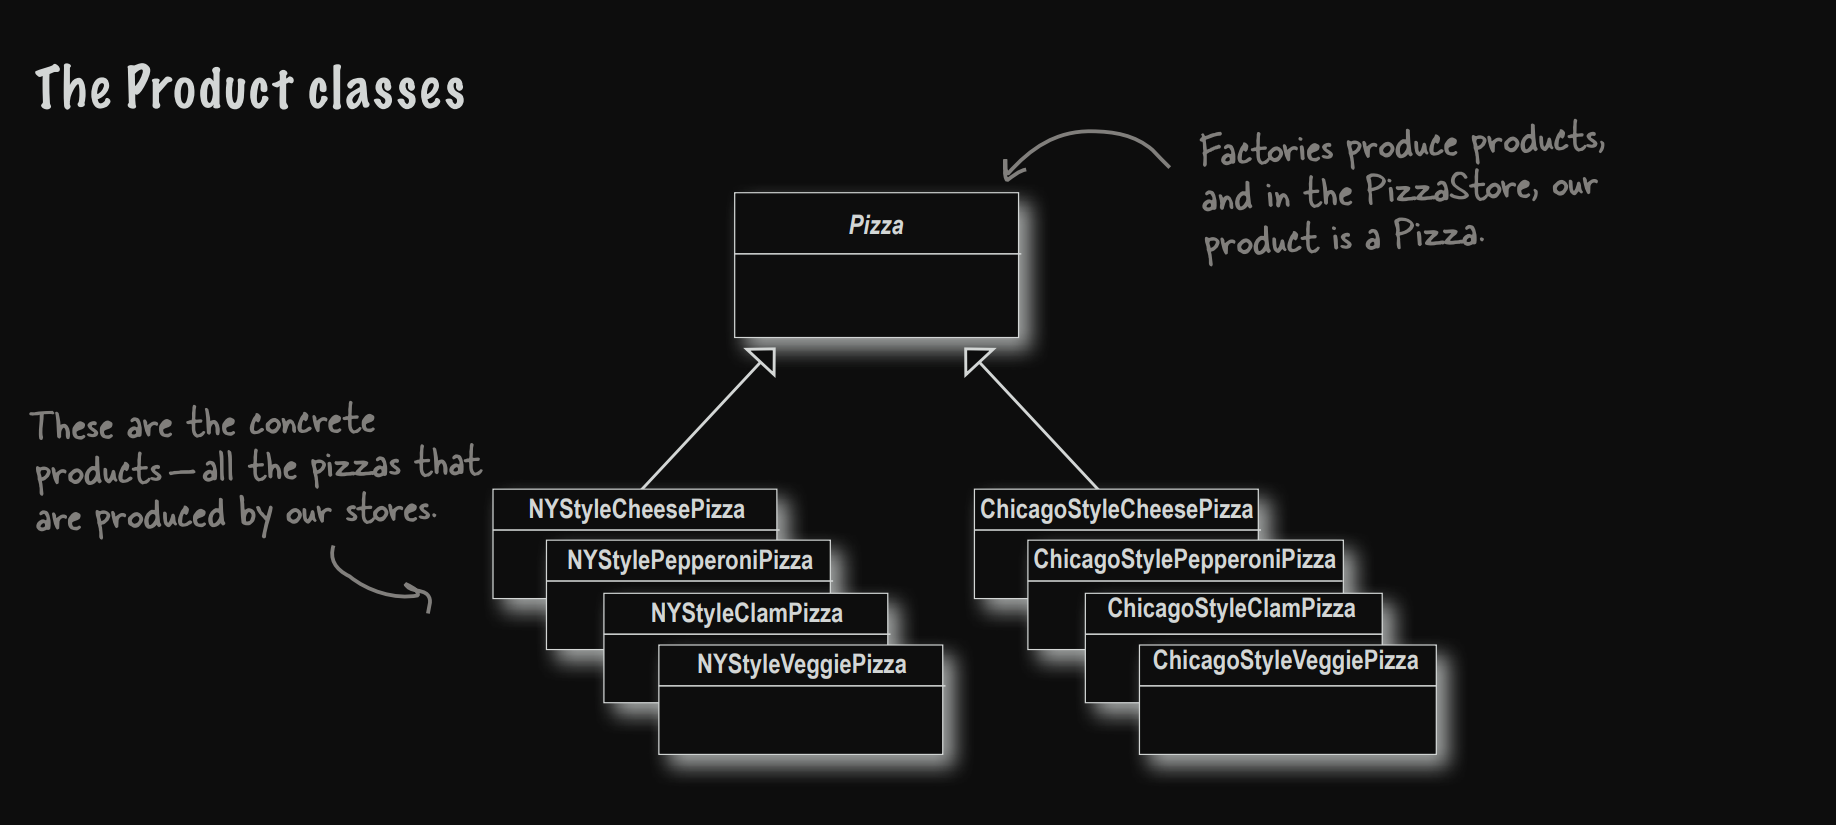 The Product classes
Factories produce products,
and in the PizzaStore, our
product is a Pizza.
Pizza
These are the concrete
products—all the pizzas that
are produced by our stores.
NYStyleCheesePizza
NYStylePepperoniPizza
NYStyleClamPizza
NYStyleVeggiePizza
ChicagoStyleCheesePizza
ChicagoStylePepperoniPizza
ChicagoStyleClamPizza
ChicagoStyleVeggiePizza